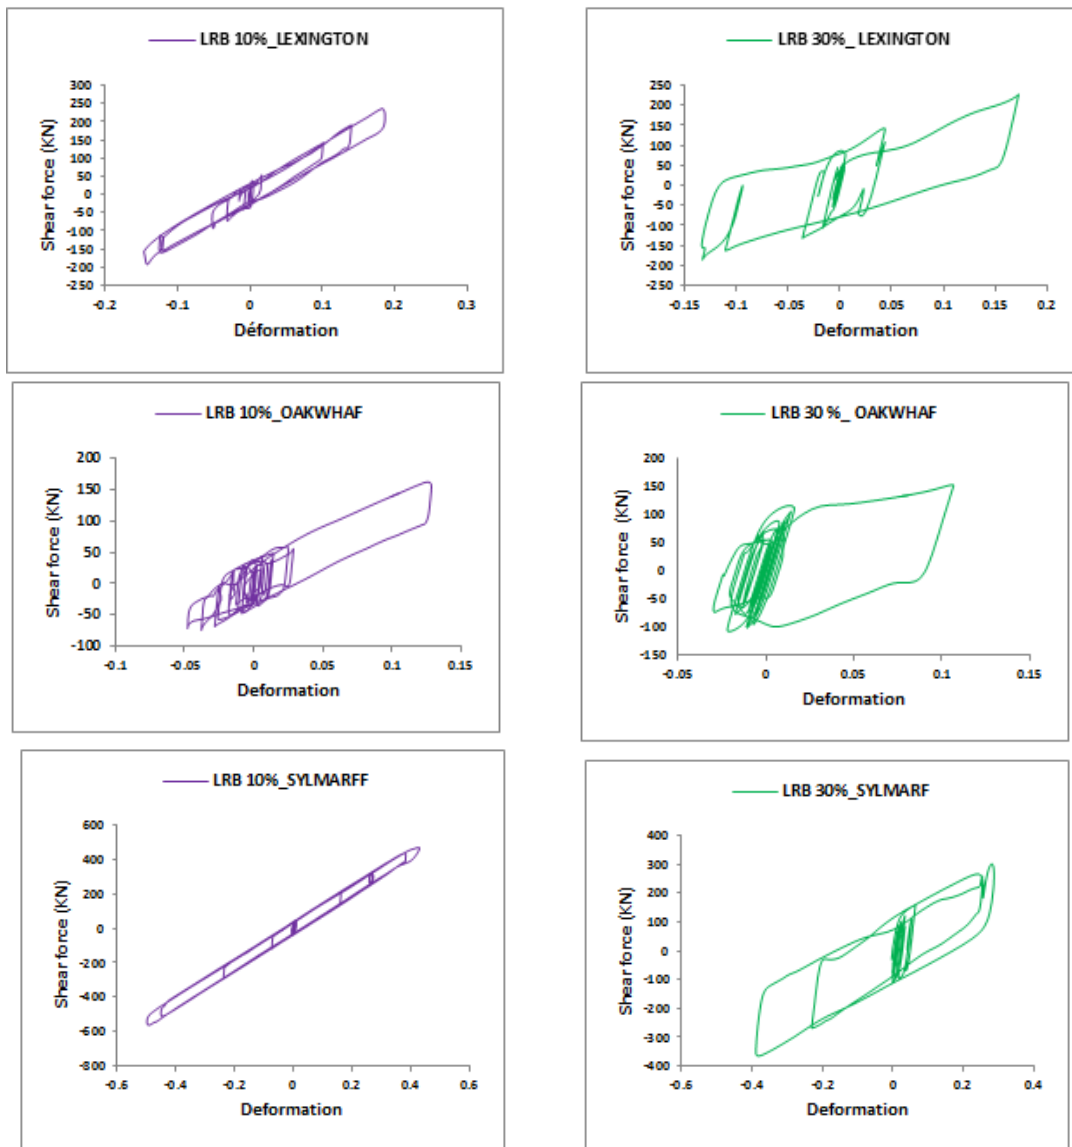 LRB 10%_LEXINGTON
Shear force (KN)
300
250
200
150
100
50
0
-50
-100
-150
-200
-250
-0.2 -0.1 0 0.1 0.2 0.3
Déformation
LRB 30%_ LEXINGTON
Shear force (KN)
250
200
150
100
50
0
-50
-100
-150
-200
-250
-0.15 -0.1 -0.05 0 0.05 0.1 0.15 0.2
Deformation
LRB 10%_OAKWHAF
Shear force (KN)
200
150
100
50
0
-50
-100
-0.1 -0.05 0 0.05 0.1 0.15
Deformation
LRB 30 %_ OAKWHAF
Shear force (KN)
200
150
100
50
0
-50
-100
-150
-0.05 0 0.05 0.1 0.15
Deformation
LRB 10%_SYLMARFF
Shear force (KN)
600
400
200
0
-200
-400
-600
-800
-0.6 -0.4 -0.2 0 0.2 0.4 0.6
Deformation
LRB 30%_SYLMARF
Shear force (KN)
400
300
200
100
0
-100
-200
-300
-400
-0.6 -0.4 -0.2 0 0.2 0.4
Deformation